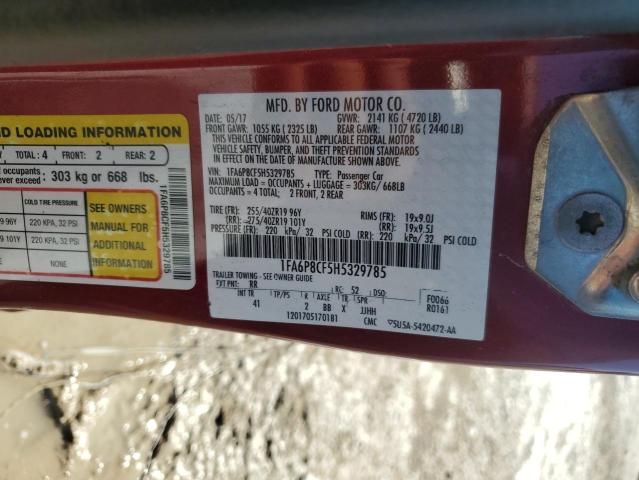 D LOADING INFORMATION
TOTAL: 4 FRONT: 2 REAR: 2
occupants :
exceed : 303 kg or 668 lbs.
COLD TIRE PRESSURE
96Y 220 KPA, 32 PSI
19 101Y 220 KPA, 32 PSI
NONE
SEE OWNERS
MANUAL FOR
ADDITIONAL
INFORMATION
1FA6P8CF5H5329785
MFD. BY FORD MOTOR CO.
DATE: 05/17 GVWR: 2141 KG ( 4720 LB)
FRONT GAWR: 1055 KG ( 2325 LB) REAR GAWR: 1107 KG ( 2440 LB)
THIS VEHICLE CONFORMS TO ALL APPLICABLE FEDERAL MOTOR
VEHICLE SAFETY, BUMPER, AND THEFT PREVENTION STANDARDS IN
EFFECT ON THE DATE OF MANUFACTURE SHOWN ABOVE.
VIN: 1FA6P8CF5H5329785 TYPE: Passenger Car
MAXIMUM LOAD = OCCUPANTS + LUGGAGE = 303KG/ 668LB
OCCUPANTS = 4 TOTAL: 2 FRONT, 2 REAR
TIRE(FR): 255/40ZR19 96Y RIMS(FR): 19x9.0J
(RR): 275/40ZR19 101Y (RR): 19x9.5J
PRESSURE(FR): 220 kPa/ 32 PSI COLD (RR): 220 kPa/ 32 PSI COLD
1FA6P8CF5H5329785
TRAILER TOWING - SEE OWNER GUIDE
EXT PNT: RR RC: 52 DSO: F0066
INT TR TP/PS R AXLE TR SPR R0161
41 2 BB X JJHH
1201705170181 CMC 5U5A-5420472-AA